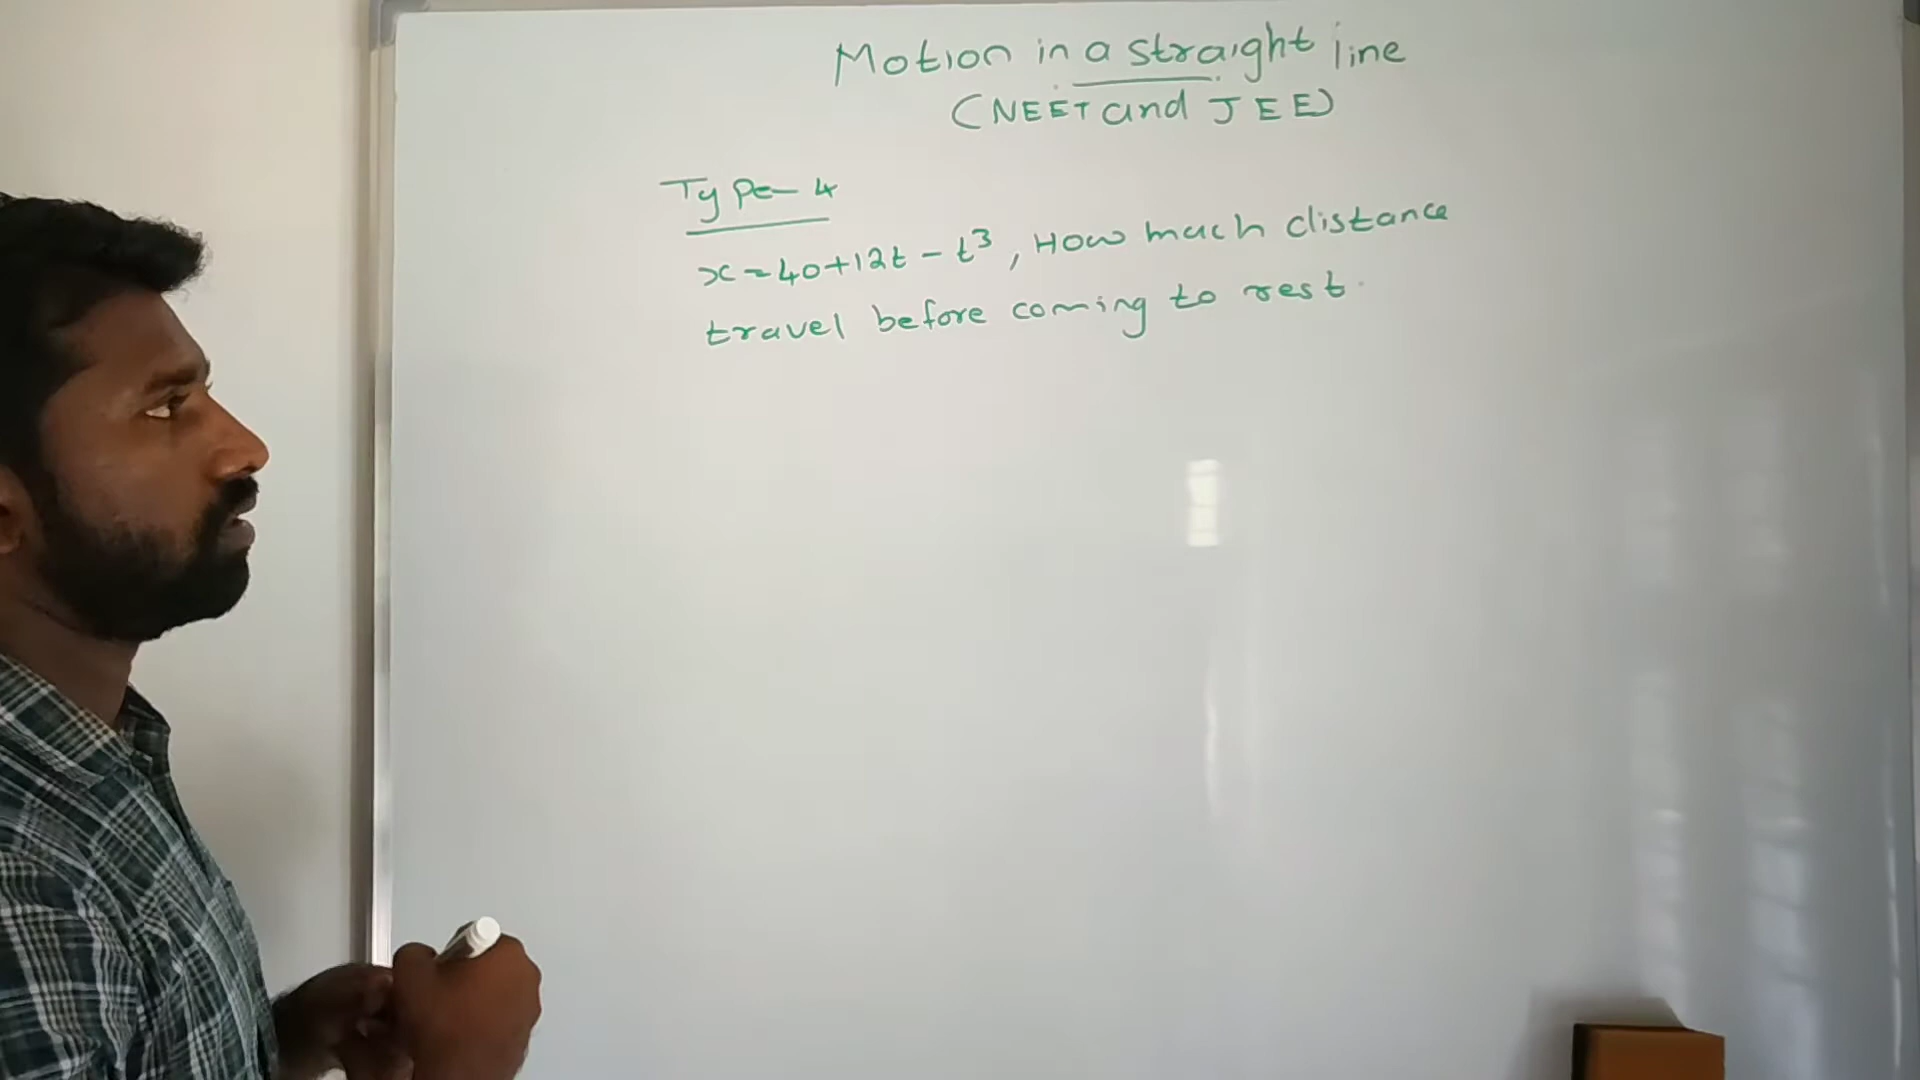 Motion in a straight line
(NEET and JEE)
Type-4
x=40+12t-t³, How much distance
travel before coming to rest.